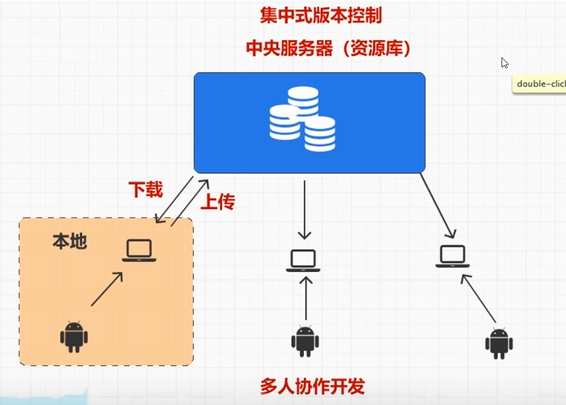 集中式版本控制
中央服务器（资源库）
double-clic
下载
上传
本地
多人协作开发